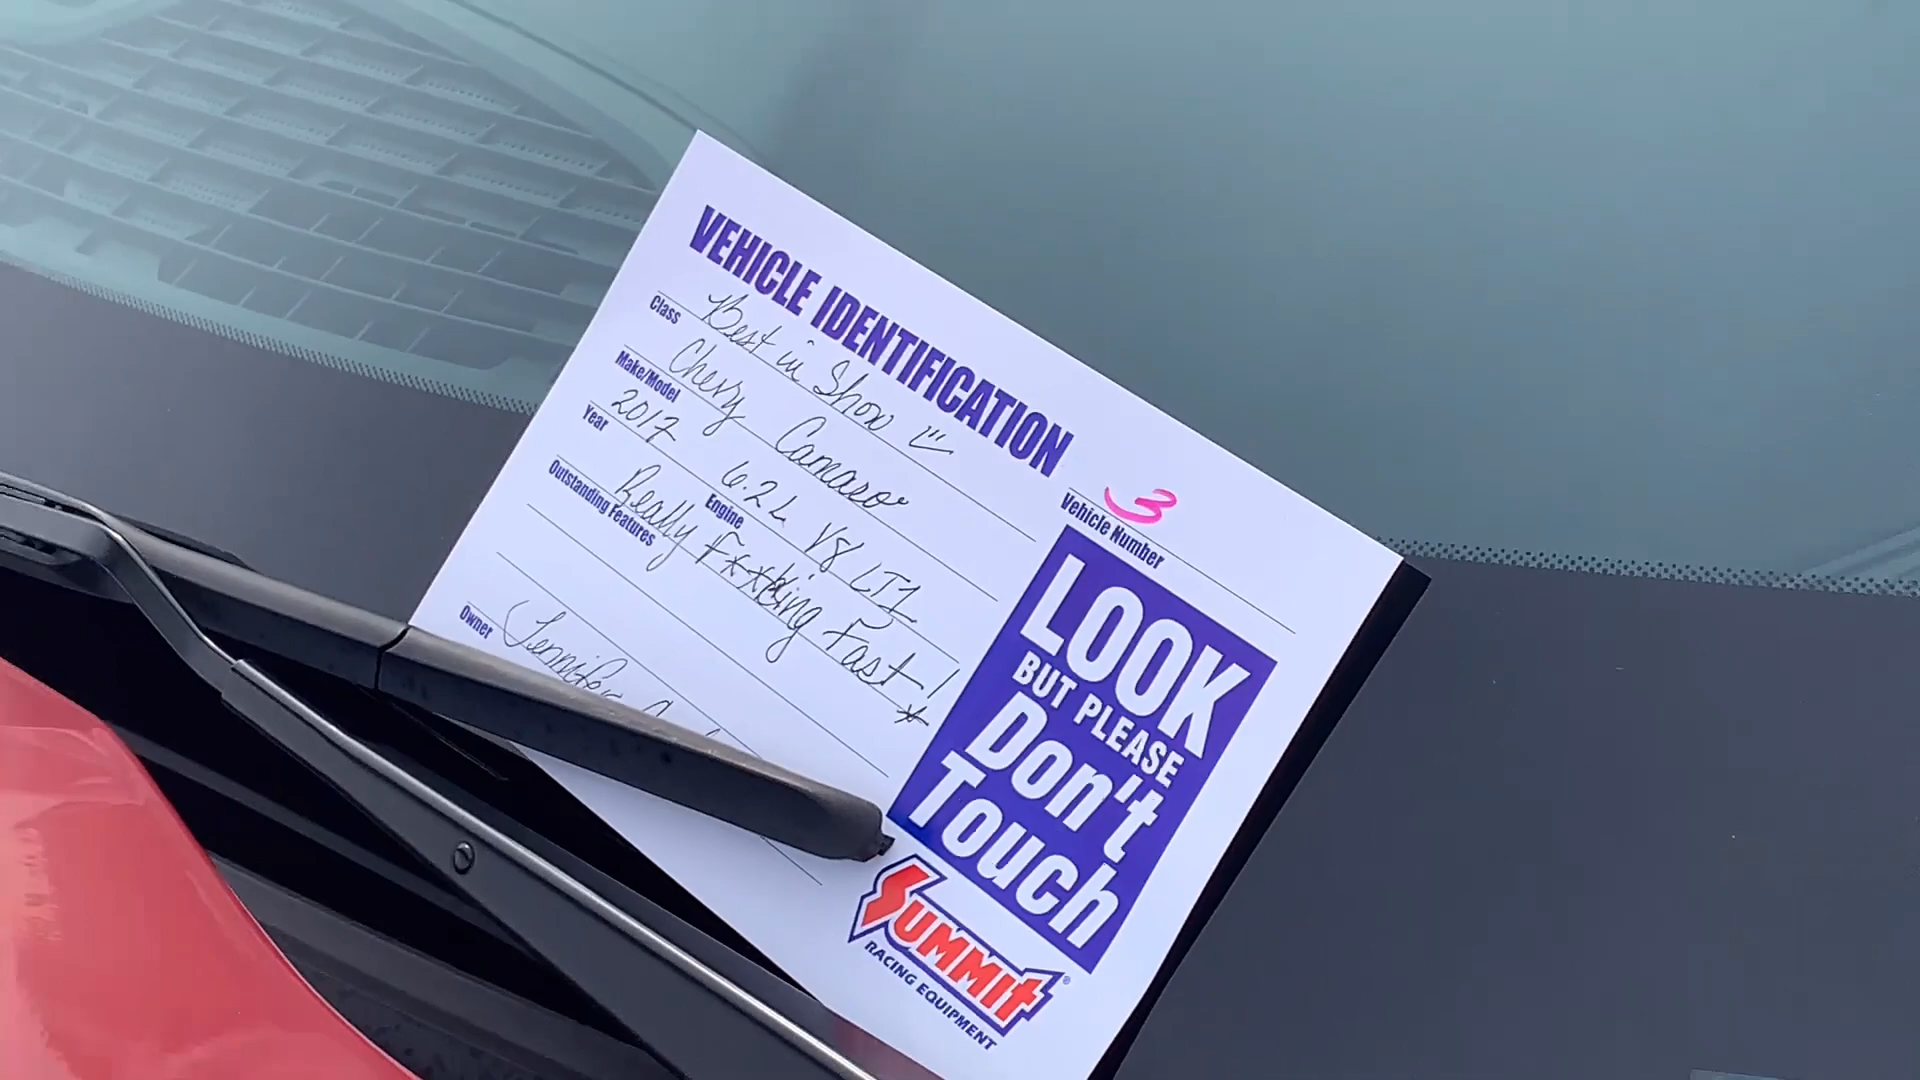 VEHICLE IDENTIFICATION
Class Best in Show
Make/Model Chevy Camaro
Year 2017 Engine 6.2L V8 LT1
Outstanding Features Really F***king Fast!
Owner Jennifer
Vehicle Number 3
LOOK
BUT PLEASE
Don't
Touch
SUMMIT®
RACING EQUIPMENT